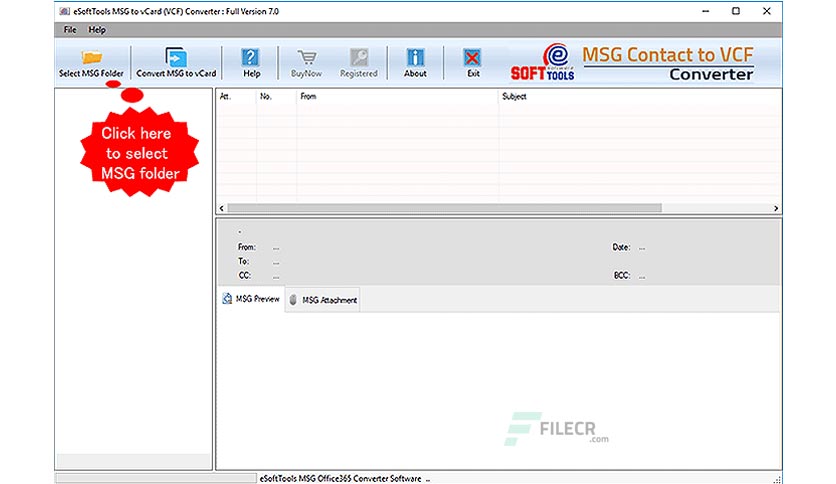 eSoftTools MSG to vCard (VCF) Converter : Full Version 7.0
File Help
Select MSG Folder Convert MSG to vCard Help BuyNow Registered About Exit
e
SOFT TOOLS
MSG Contact to VCF
Converter
Att. No. From Subject
Click here
to select
MSG folder
-
From: ... Date: ...
To: ...
CC: ... BCC: ...
MSG Preview MSG Attachment
FILECR
.com
eSoftTools MSG Office365 Converter Software ..